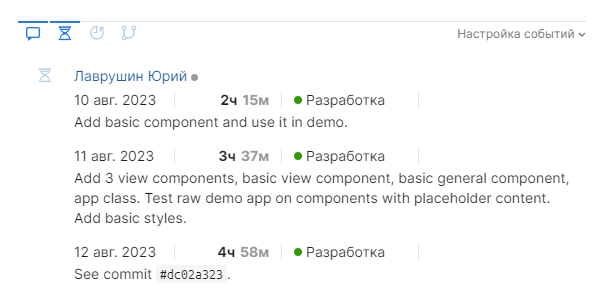 Настройка событий
Лаврушин Юрий
10 авг. 2023 2ч 15м Разработка
Add basic component and use it in demo.
11 авг. 2023 3ч 37м Разработка
Add 3 view components, basic view component, basic general component,
app class. Test raw demo app on components with placeholder content.
Add basic styles.
12 авг. 2023 4ч 58м Разработка
See commit #dc02a323.